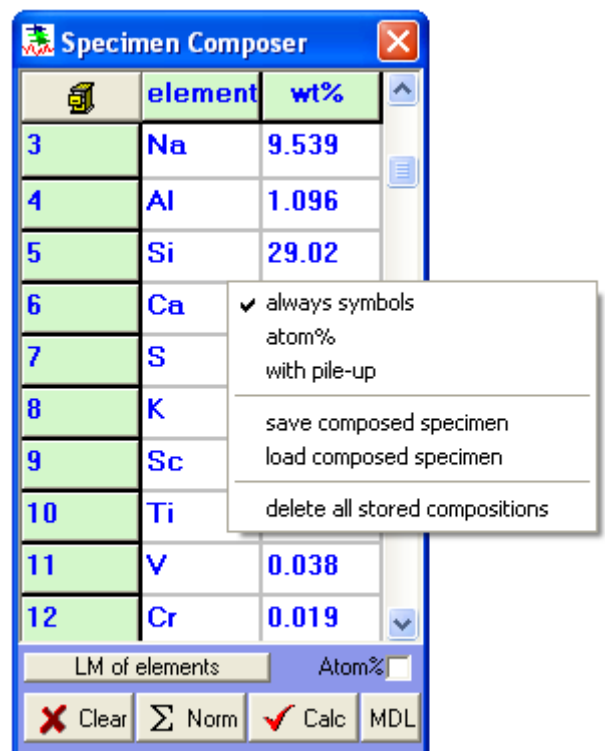 Specimen Composer
element wt%
3 Na 9.539
4 Al 1.096
5 Si 29.02
6 Ca
7 S
8 K
9 Sc
10 Ti
11 V 0.038
12 Cr 0.019
always symbols
atom%
with pile-up
save composed specimen
load composed specimen
delete all stored compositions
LM of elements Atom%
Clear Σ Norm Calc MDL